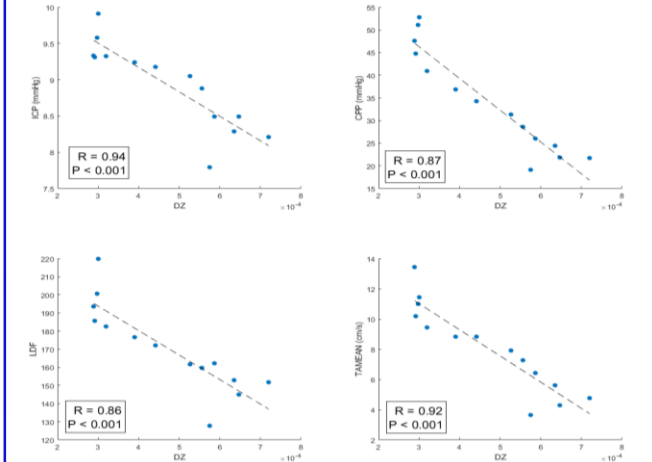 10
9.5
9
8.5
8
7.5
ICP (mmHg)
R = 0.94
P < 0.001
2 3 4 5 6 7 8
DZ
×10⁻⁴
55
50
45
40
35
30
25
20
15
CPP (mmHg)
R = 0.87
P < 0.001
2 3 4 5 6 7 8
DZ
×10⁻⁴
220
210
200
190
180
170
160
150
140
130
120
LDF
R = 0.86
P < 0.001
2 3 4 5 6 7 8
DZ
×10⁻⁴
14
12
10
8
6
4
2
TAMEAN (cm/s)
R = 0.92
P < 0.001
2 3 4 5 6 7 8
DZ
×10⁻⁴